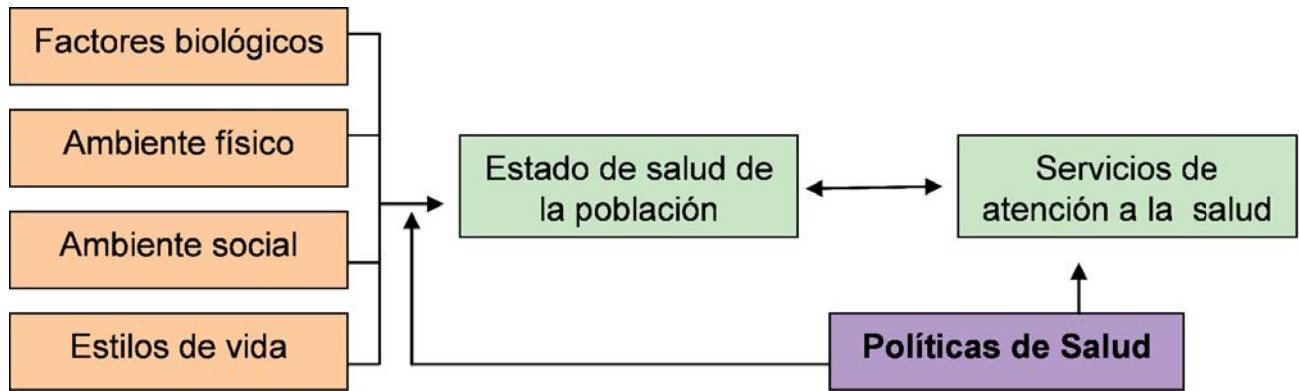 Factores biológicos
Ambiente físico
Ambiente social
Estilos de vida
Estado de salud de
la población
Servicios de
atención a la salud
Políticas de Salud